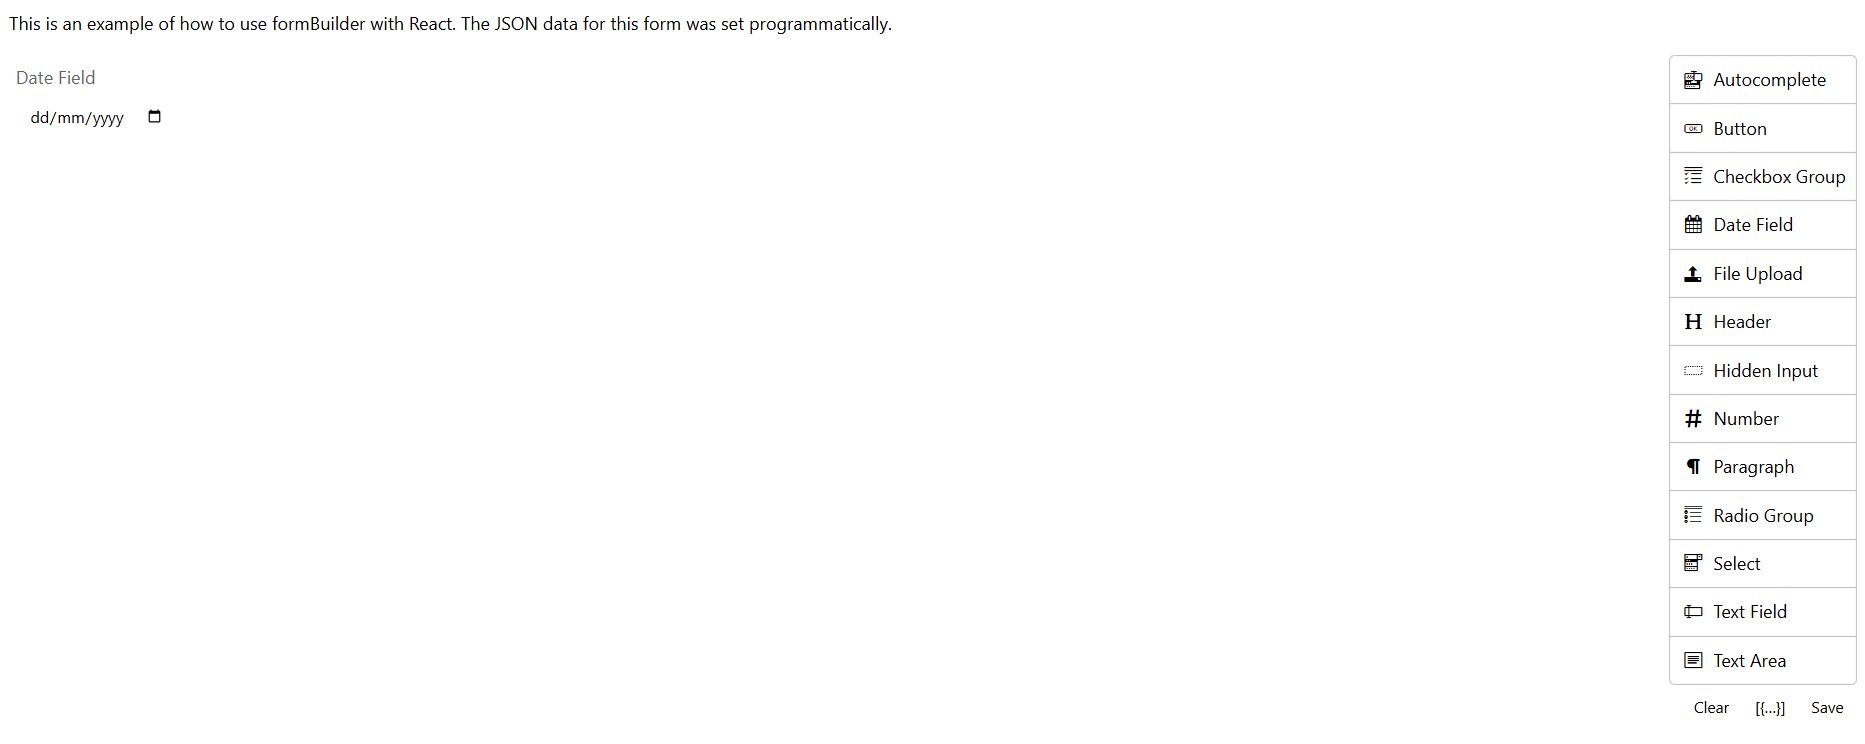 This is an example of how to use formBuilder with React. The JSON data for this form was set programmatically.
Date Field
dd/mm/yyyy
Autocomplete
Button
Checkbox Group
Date Field
File Upload
Header
Hidden Input
Number
Paragraph
Radio Group
Select
Text Field
Text Area
Clear [{...}] Save